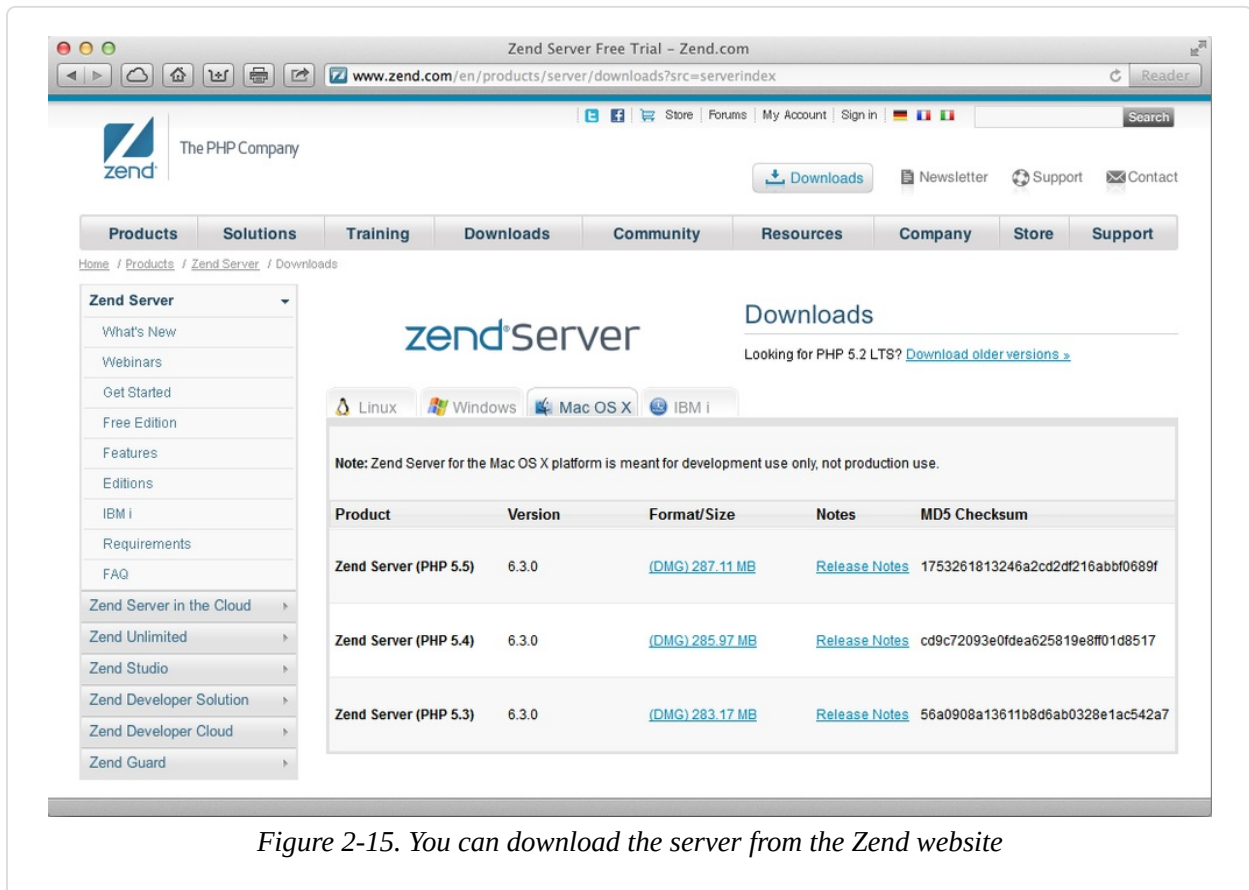 Zend Server Free Trial – Zend.com
www.zend.com/en/products/server/downloads?src=serverindex
Reader
Store Forums My Account Sign in
Search
zend
The PHP Company
Downloads Newsletter Support Contact
Products Solutions Training Downloads Community Resources Company Store Support
Home / Products / Zend Server / Downloads
Zend Server
What's New
Webinars
Get Started
Free Edition
Features
Editions
IBM i
Requirements
FAQ
Zend Server in the Cloud
Zend Unlimited
Zend Studio
Zend Developer Solution
Zend Developer Cloud
Zend Guard
zend Server
Downloads
Looking for PHP 5.2 LTS? Download older versions »
Linux Windows Mac OS X IBM i
Note: Zend Server for the Mac OS X platform is meant for development use only, not production use.
Product Version Format/Size Notes MD5 Checksum
Zend Server (PHP 5.5) 6.3.0 (DMG) 287.11 MB Release Notes 1753261813246a2cd2df216abbf0689f
Zend Server (PHP 5.4) 6.3.0 (DMG) 285.97 MB Release Notes cd9c72093e0fdea625819e8ff01d8517
Zend Server (PHP 5.3) 6.3.0 (DMG) 283.17 MB Release Notes 56a0908a13611b8d6ab0328e1ac542a7
Figure 2-15. You can download the server from the Zend website